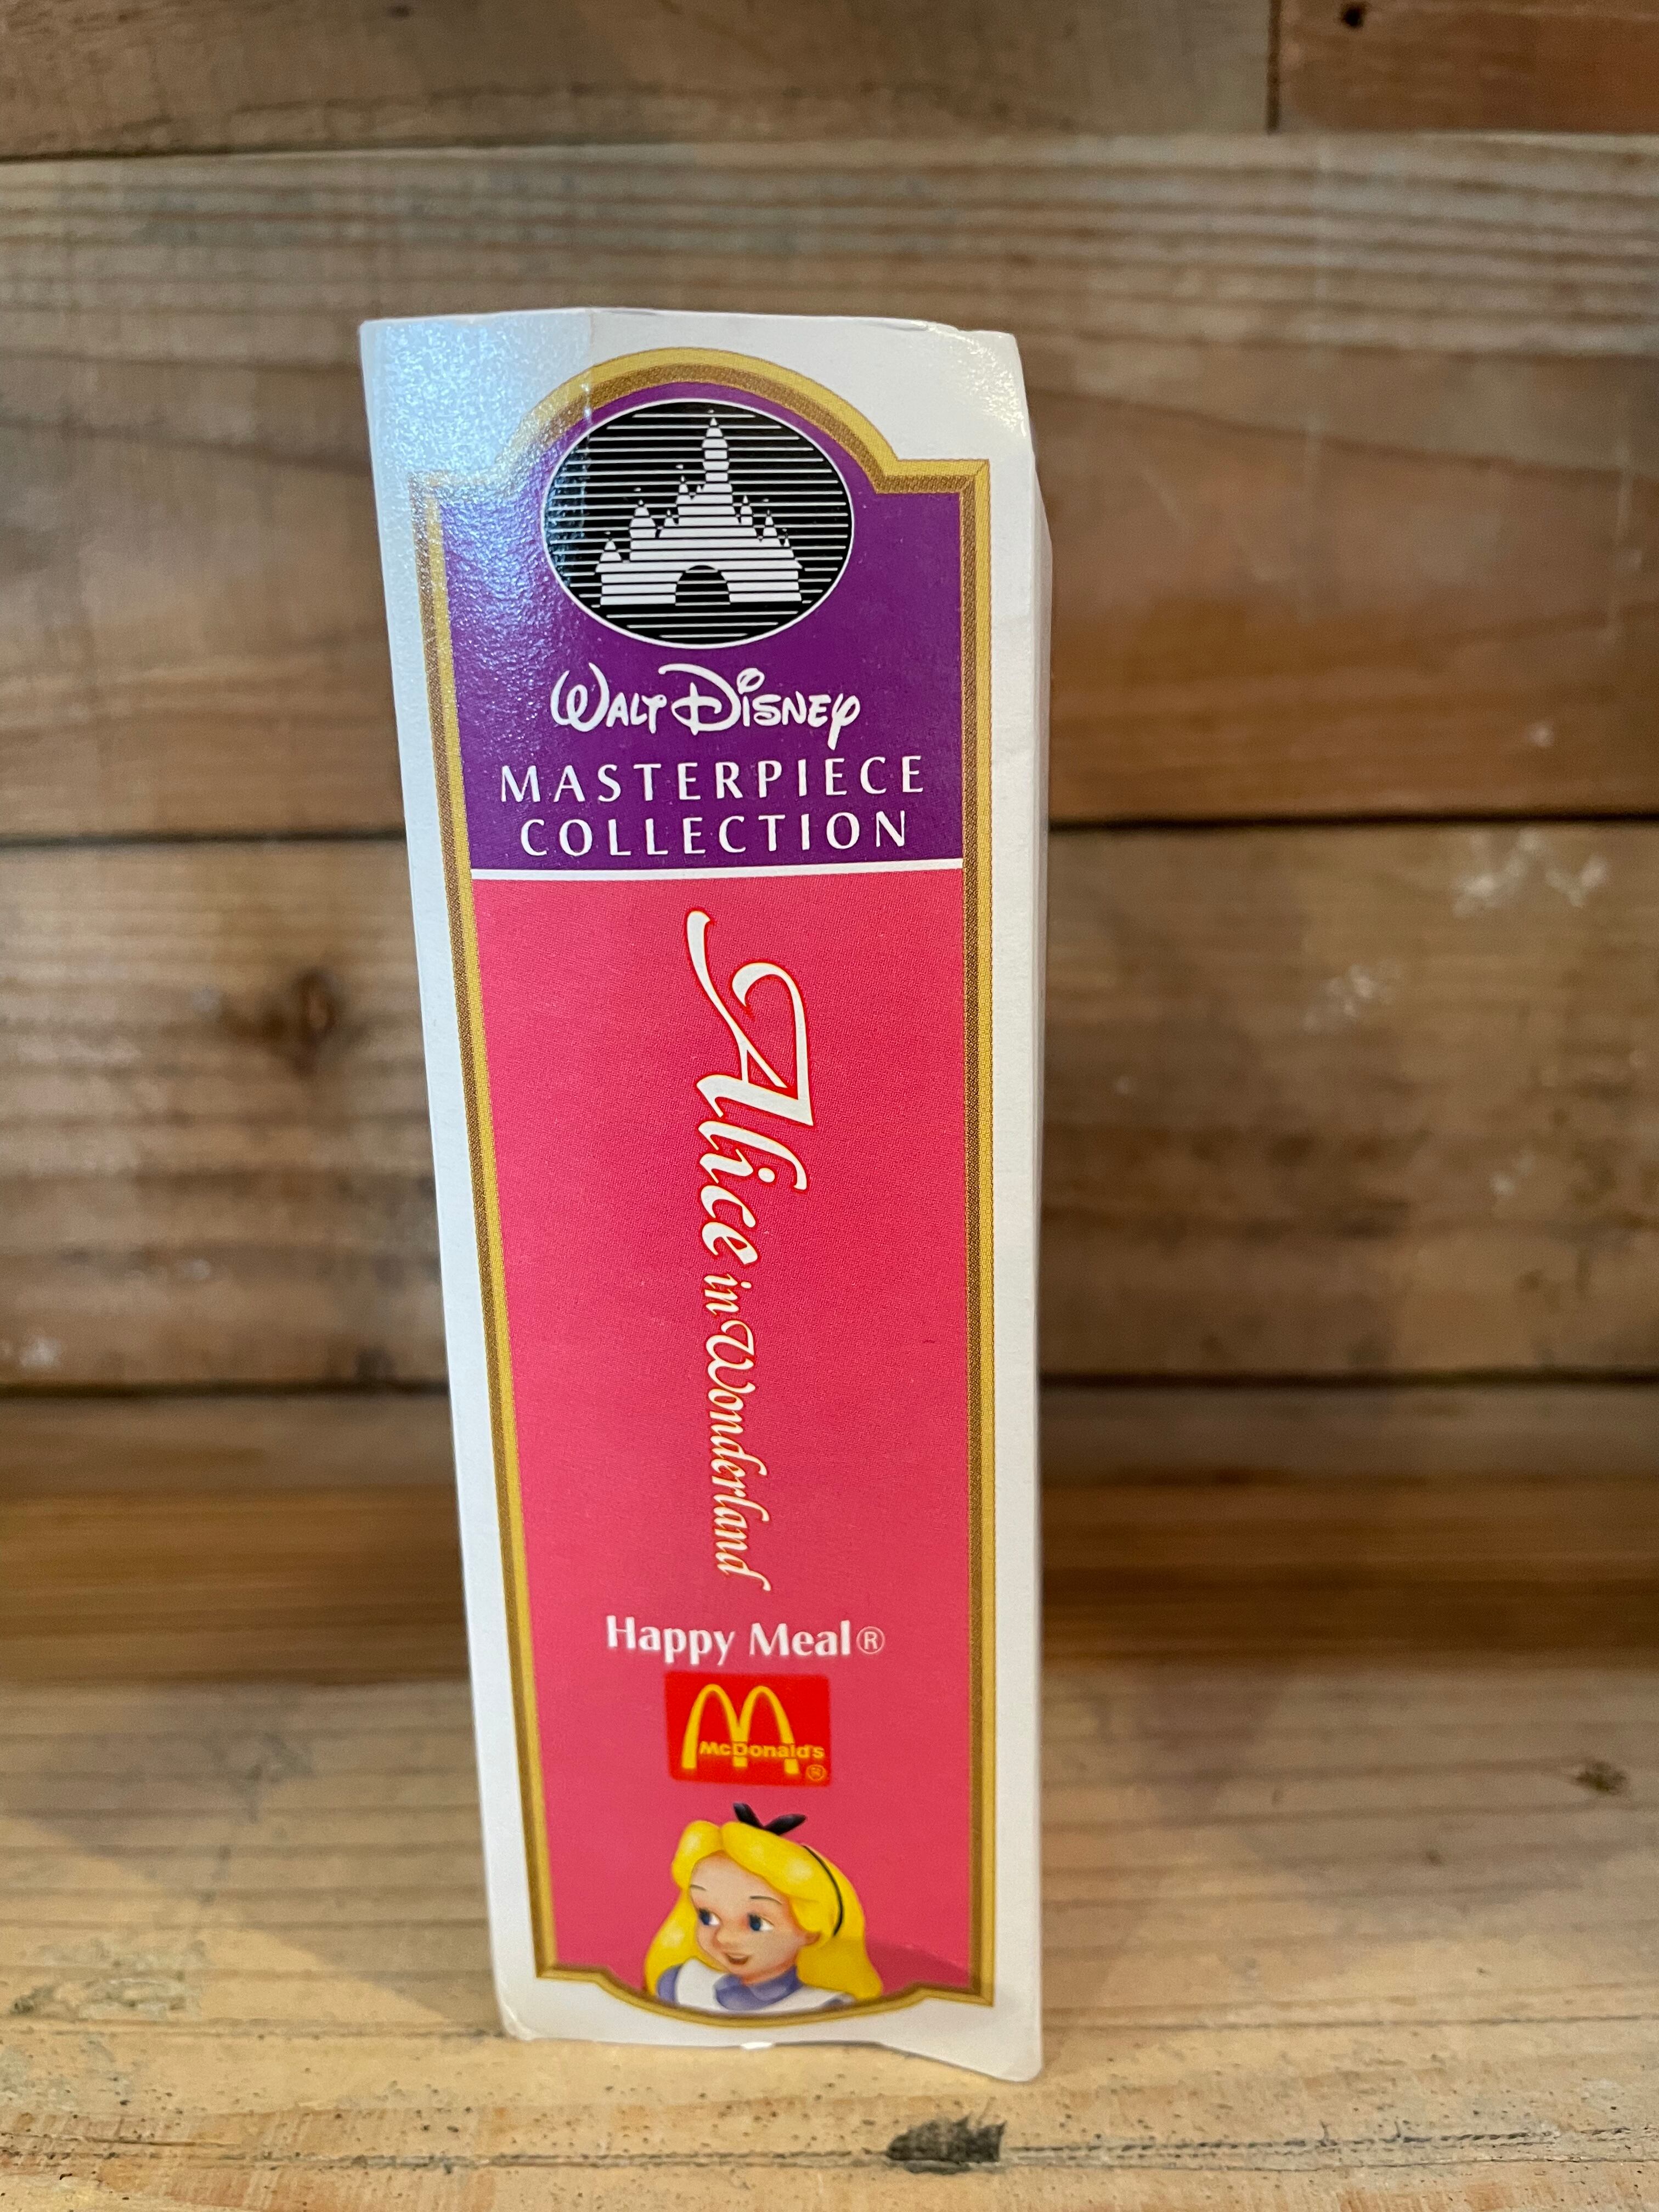 Walt Disney
MASTERPIECE
COLLECTION
Alice in Wonderland
Happy Meal®
McDonald's
®